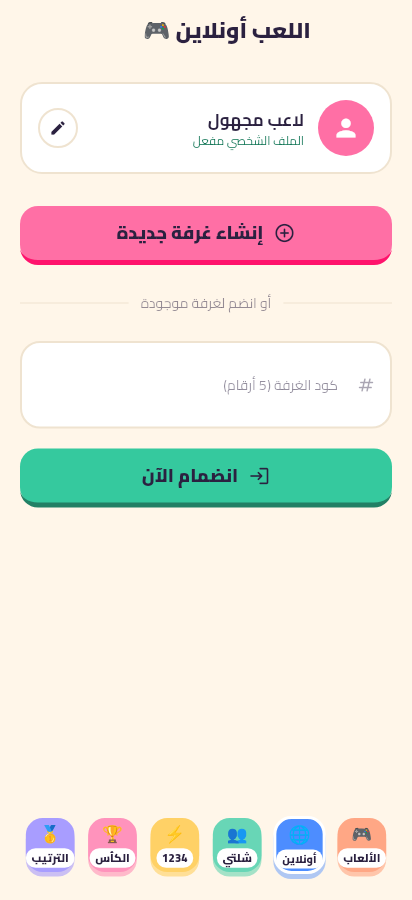 اللعب أونلاين 🎮
لاعب مجهول
الملف الشخصي مفعل
إنشاء غرفة جديدة
أو انضم لغرفة موجودة
# كود الغرفة (5 أرقام)
انضمام الآن
الألعاب
أونلاين
شلتي
1234
الكأس
الترتيب